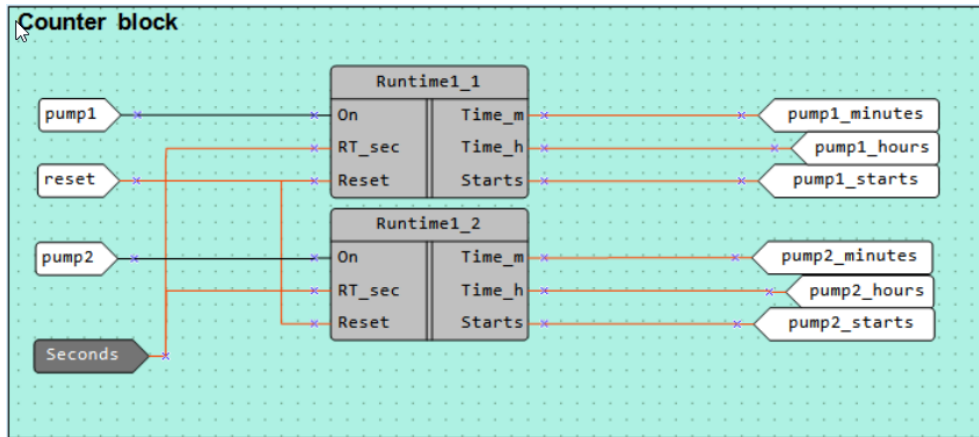 Counter block
Runtime1_1
pump1
On
Time_m
pump1_minutes
RT_sec
Time_h
pump1_hours
reset
Reset
Starts
pump1_starts
Runtime1_2
pump2
On
Time_m
pump2_minutes
RT_sec
Time_h
pump2_hours
Reset
Starts
pump2_starts
Seconds